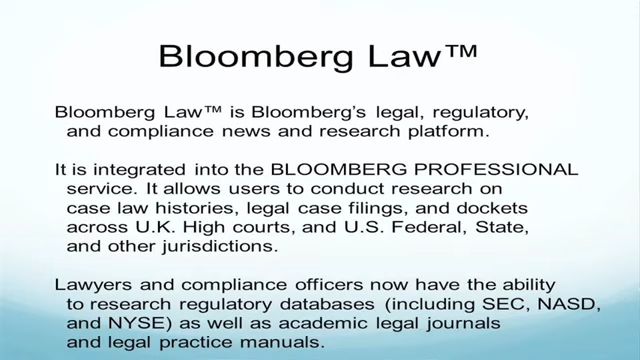 Bloomberg Law™
Bloomberg Law™ is Bloomberg's legal, regulatory,
and compliance news and research platform.
It is integrated into the BLOOMBERG PROFESSIONAL
service. It allows users to conduct research on
case law histories, legal case filings, and dockets
across U.K. High courts, and U.S. Federal, State,
and other jurisdictions.
Lawyers and compliance officers now have the ability
to research regulatory databases (including SEC, NASD,
and NYSE) as well as academic legal journals
and legal practice manuals.